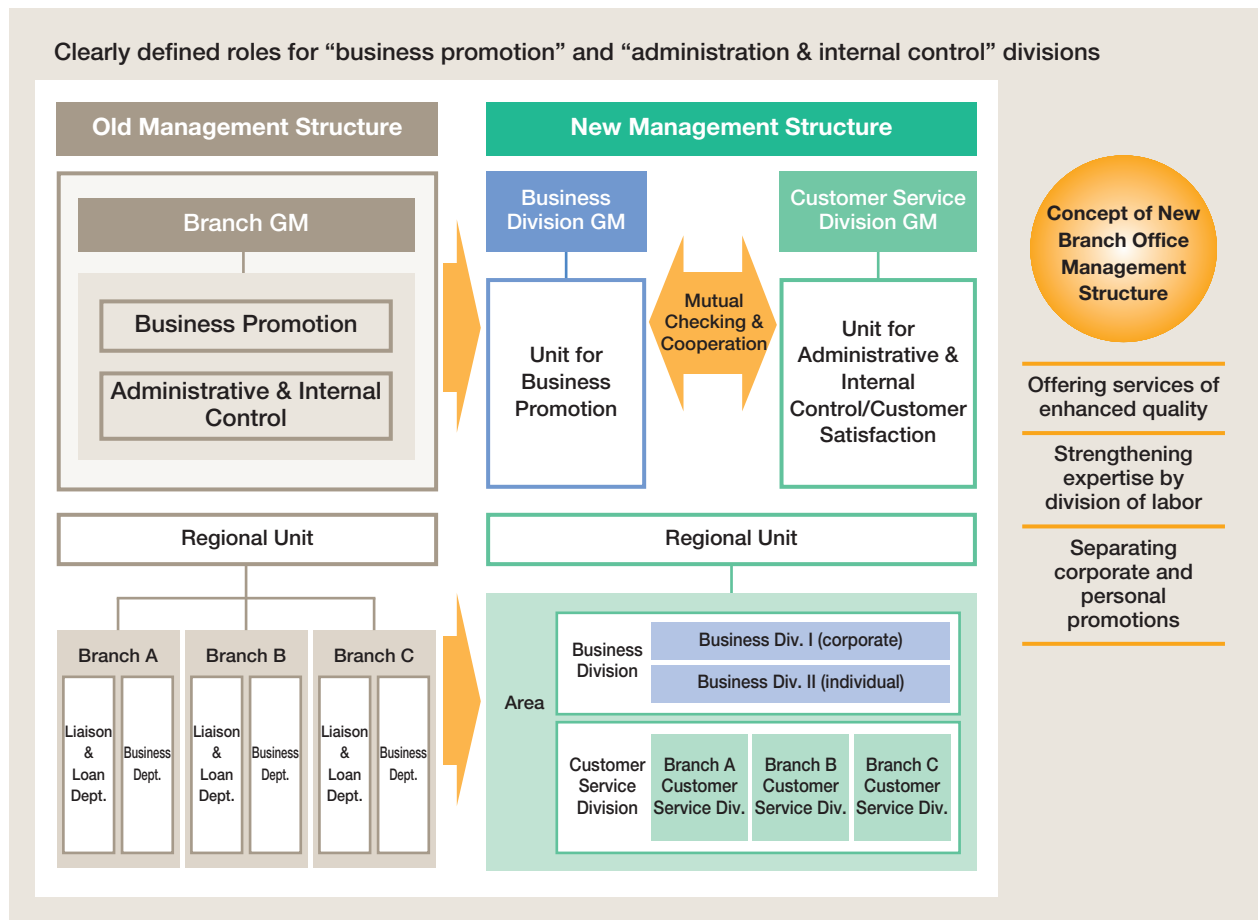 Clearly defined roles for “business promotion” and “administration & internal control” divisions
Old Management Structure
Branch GM
Business Promotion
Administrative & Internal
Control
New Management Structure
Business
Division GM
Unit for
Business
Promotion
Mutual
Checking &
Cooperation
Customer Service
Division GM
Unit for
Administrative &
Internal
Control/Customer
Satisfaction
Regional Unit
Branch A
Liaison
&
Loan
Dept.
Business
Dept.
Branch B
Liaison
&
Loan
Dept.
Business
Dept.
Branch C
Liaison
&
Loan
Dept.
Business
Dept.
Regional Unit
Area
Business
Division
Business Div. I (corporate)
Business Div. II (individual)
Customer
Service
Division
Branch A
Customer
Service Div.
Branch B
Customer
Service Div.
Branch C
Customer
Service Div.
Concept of New
Branch Office
Management
Structure
Offering services of
enhanced quality
Strengthening
expertise by
division of labor
Separating
corporate and
personal
promotions